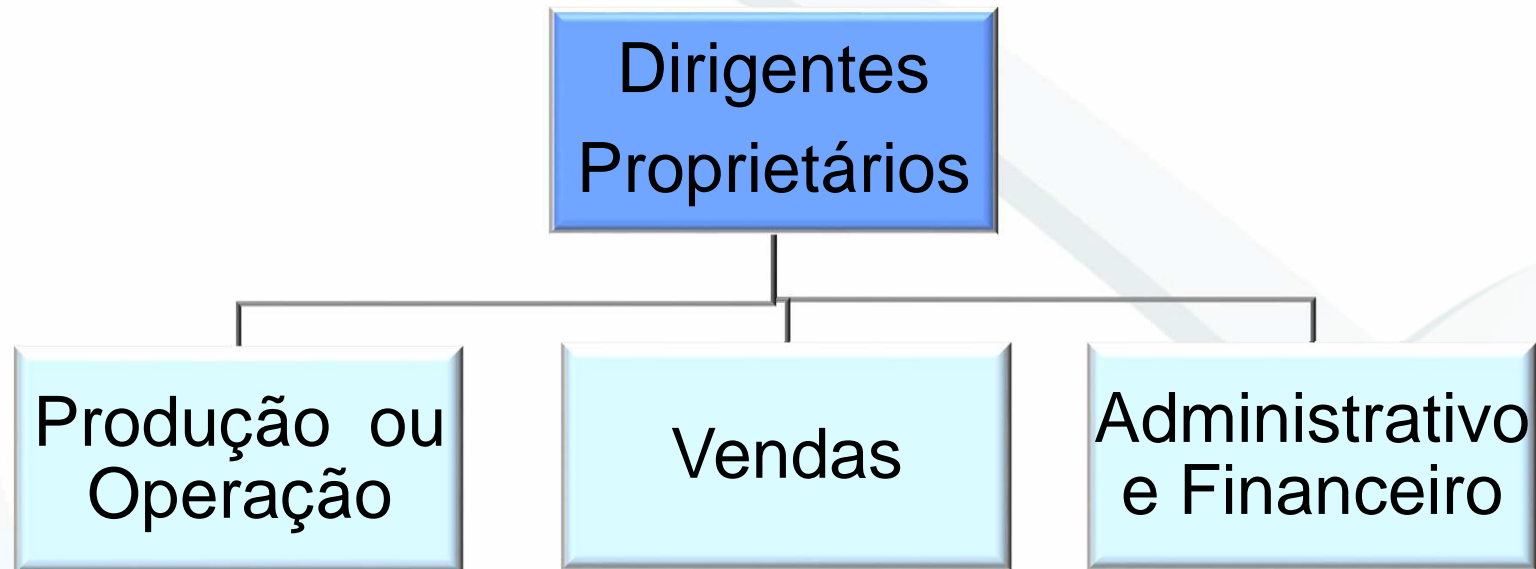 Dirigentes
Proprietários
Produção ou
Operação
Vendas
Administrativo
e Financeiro